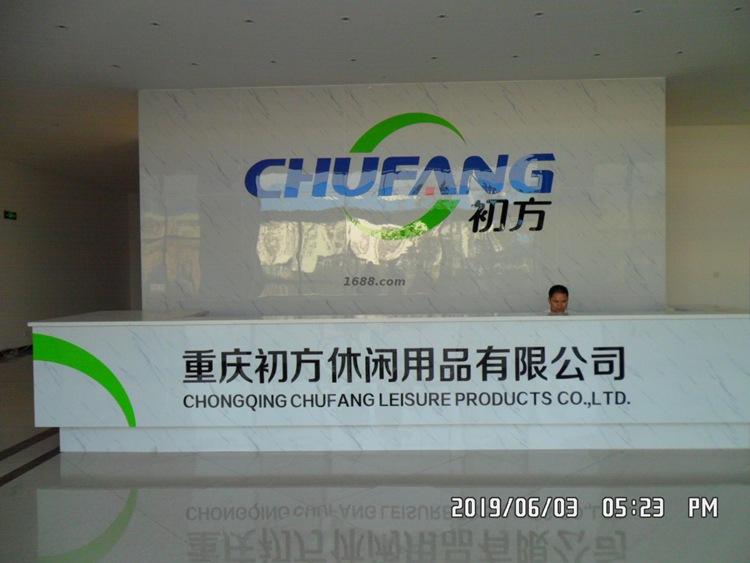 CHUFANG
初方
1688.com
重庆初方休闲用品有限公司
CHONGQING CHUFANG LEISURE PRODUCTS CO.,LTD.
2019/06/03 05:23 PM